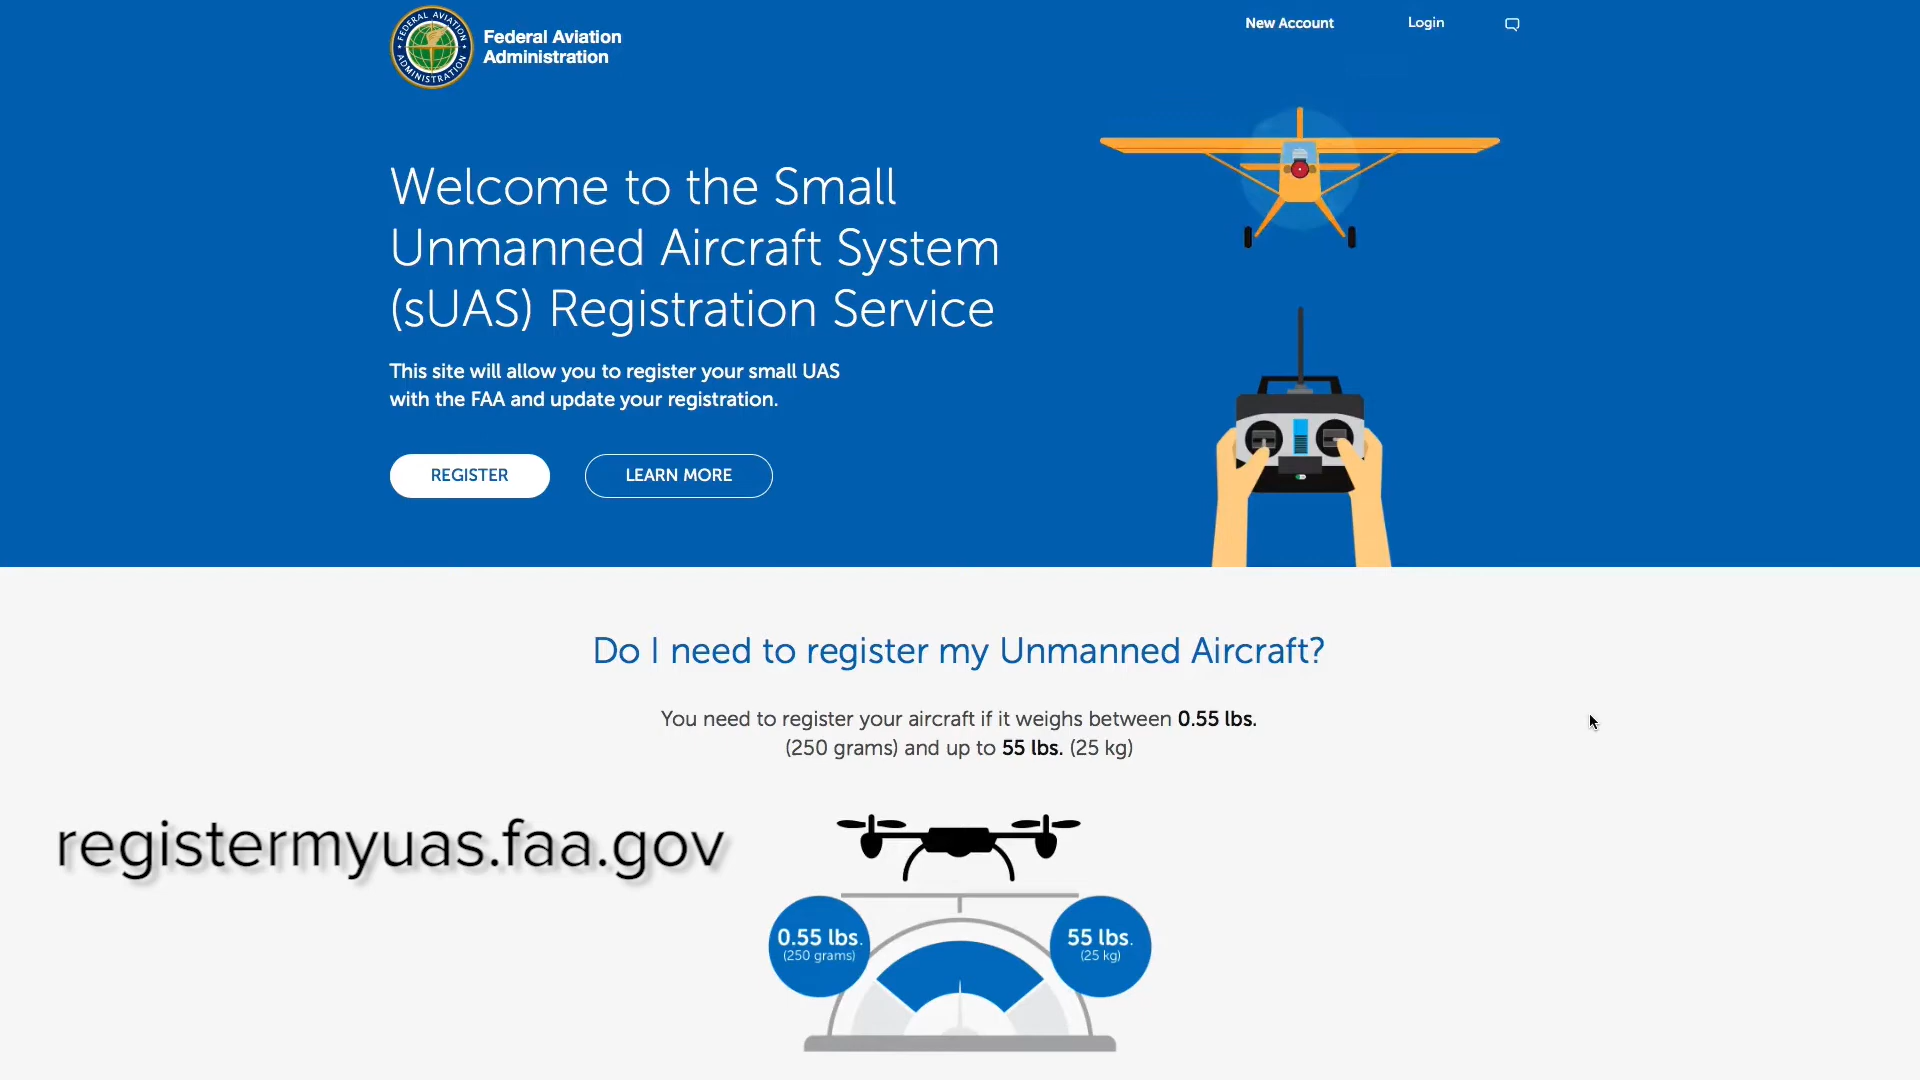 FEDERAL AVIATION
ADMINISTRATION
Federal Aviation
Administration
New Account
Login
Welcome to the Small
Unmanned Aircraft System
(sUAS) Registration Service
This site will allow you to register your small UAS
with the FAA and update your registration.
REGISTER
LEARN MORE
Do I need to register my Unmanned Aircraft?
You need to register your aircraft if it weighs between 0.55 lbs.
(250 grams) and up to 55 lbs. (25 kg)
registermyuas.faa.gov
0.55 lbs.
(250 grams)
55 lbs.
(25 kg)